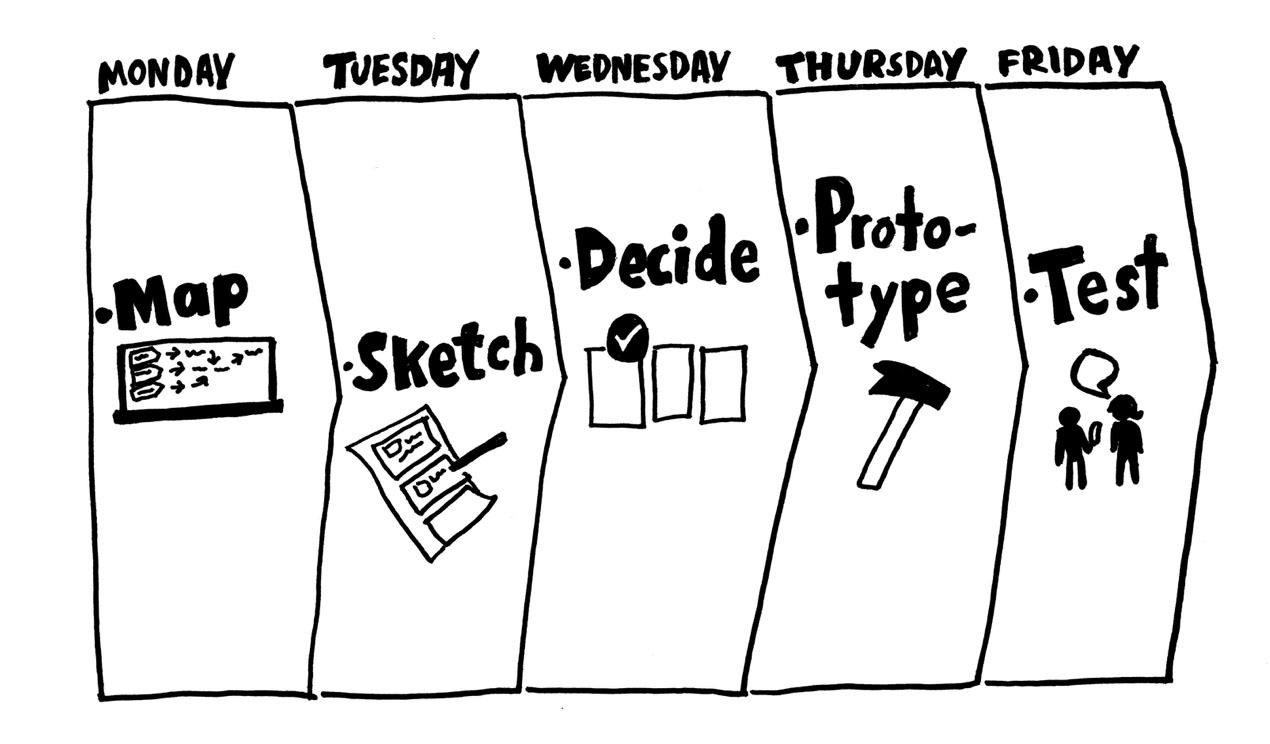 MONDAY TUESDAY WEDNESDAY THURSDAY FRIDAY
• Map
• Sketch
• Decide
• Proto-
type
• Test